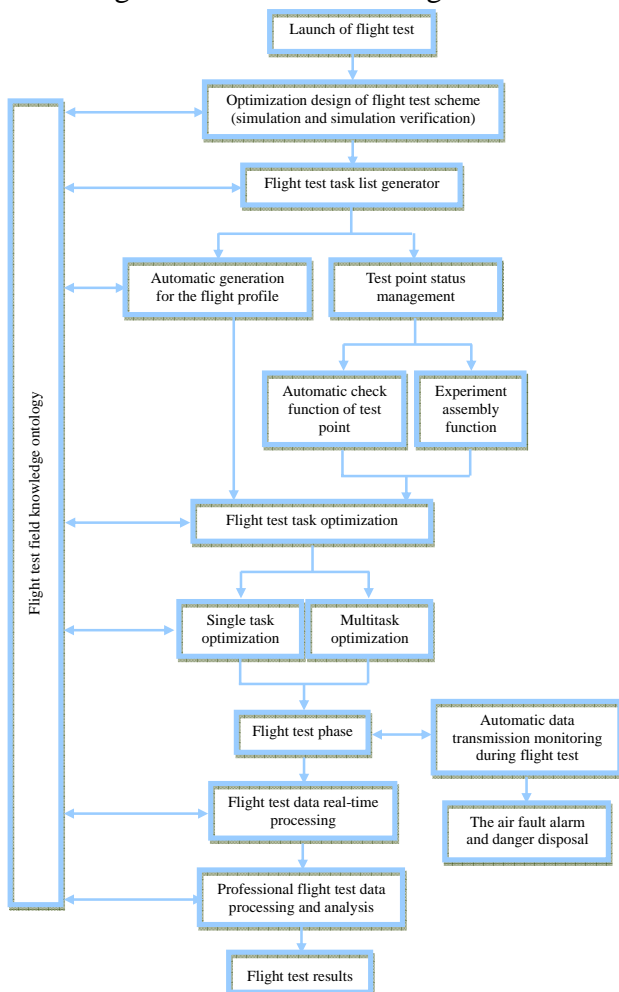 Launch of flight test
Optimization design of flight test scheme
(simulation and simulation verification)
Flight test task list generator
Automatic generation
for the flight profile
Test point status
management
Automatic check
function of test
point
Experiment
assembly
function
Flight test field knowledge ontology
Flight test task optimization
Single task
optimization
Multitask
optimization
Flight test phase
Automatic data
transmission monitoring
during flight test
Flight test data real-time
processing
The air fault alarm
and danger disposal
Professional flight test data
processing and analysis
Flight test results